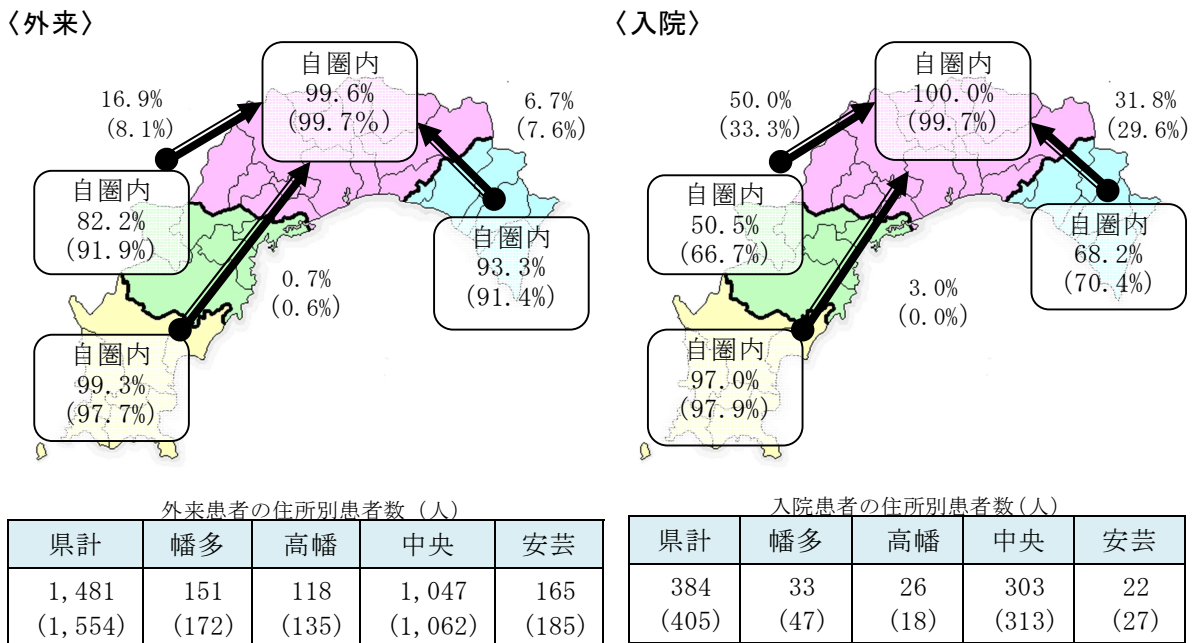 〈外来〉
自圏内
99.6%
(99.7%)
16.9%
(8.1%)
6.7%
(7.6%)
自圏内
82.2%
(91.9%)
自圏内
93.3%
(91.4%)
0.7%
(0.6%)
自圏内
99.3%
(97.7%)
外来患者の住所別患者数（人）
県計 幡多 高幡 中央 安芸
1,481 151 118 1,047 165
(1,554) (172) (135) (1,062) (185)
〈入院〉
自圏内
100.0%
(99.7%)
50.0%
(33.3%)
31.8%
(29.6%)
自圏内
50.5%
(66.7%)
自圏内
68.2%
(70.4%)
3.0%
(0.0%)
自圏内
97.0%
(97.9%)
入院患者の住所別患者数(人)
県計 幡多 高幡 中央 安芸
384 33 26 303 22
(405) (47) (18) (313) (27)